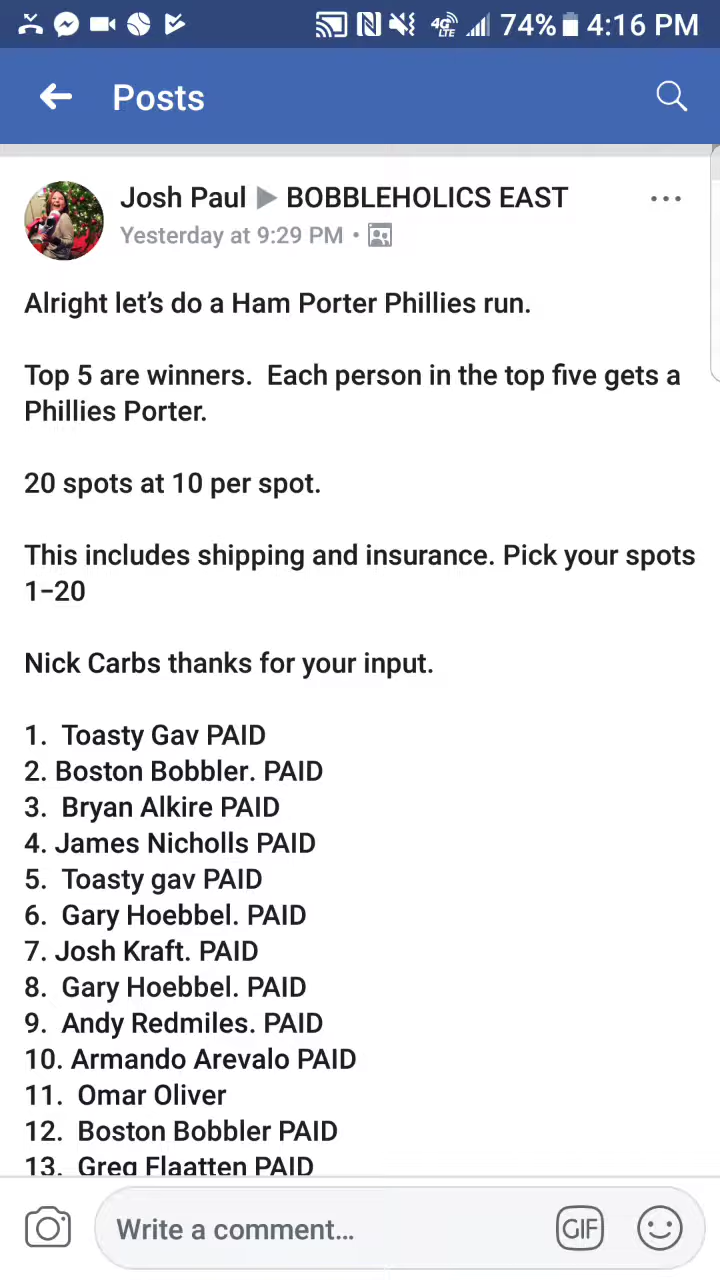 4G LTE 74% 4:16 PM
Posts
Josh Paul ▶ BOBBLEHOLICS EAST
Yesterday at 9:29 PM •
Alright let’s do a Ham Porter Phillies run.
Top 5 are winners.  Each person in the top five gets a
Phillies Porter.
20 spots at 10 per spot.
This includes shipping and insurance. Pick your spots
1-20
Nick Carbs thanks for your input.
1.  Toasty Gav PAID
2. Boston Bobbler. PAID
3.  Bryan Alkire PAID
4. James Nicholls PAID
5.  Toasty gav PAID
6.  Gary Hoebbel. PAID
7. Josh Kraft. PAID
8.  Gary Hoebbel. PAID
9.  Andy Redmiles. PAID
10. Armando Arevalo PAID
11.  Omar Oliver
12.  Boston Bobbler PAID
13.  Greg Flaatten PAID
Write a comment...
GIF